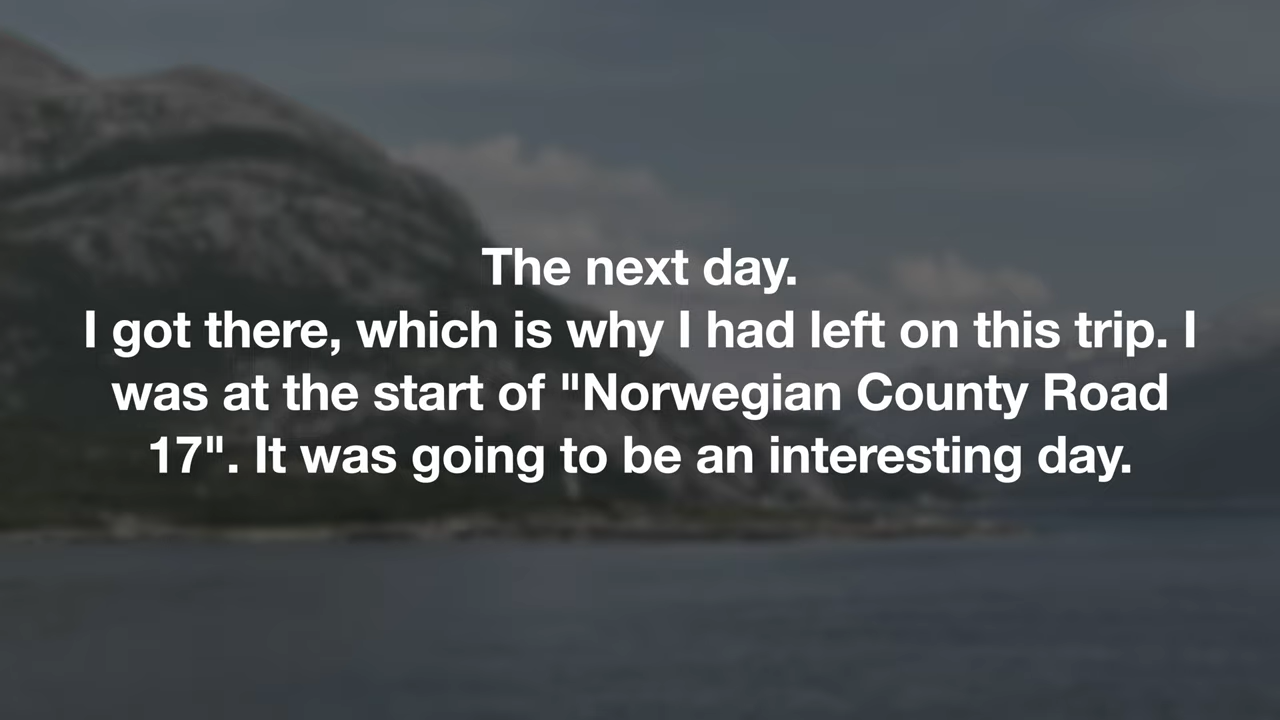 The next day.
I got there, which is why I had left on this trip. I
was at the start of "Norwegian County Road
17". It was going to be an interesting day.